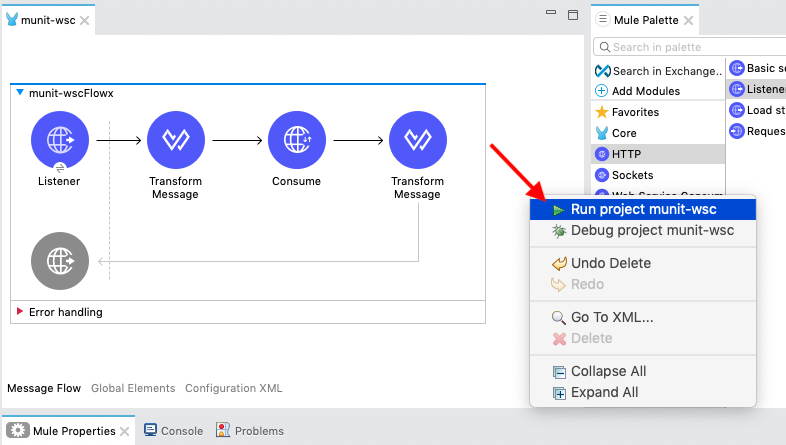 munit-wsc
Mule Palette
Search in palette
Search in Exchange..
Add Modules
Favorites
Core
HTTP
Sockets
Basic se
Listener
Load st
Reques
munit-wscFlowx
Listener
Transform
Message
Consume
Transform
Message
Error handling
Run project munit-wsc
Debug project munit-wsc
Undo Delete
Redo
Go To XML...
Delete
Collapse All
Expand All
Message Flow Global Elements Configuration XML
Mule Properties Console Problems